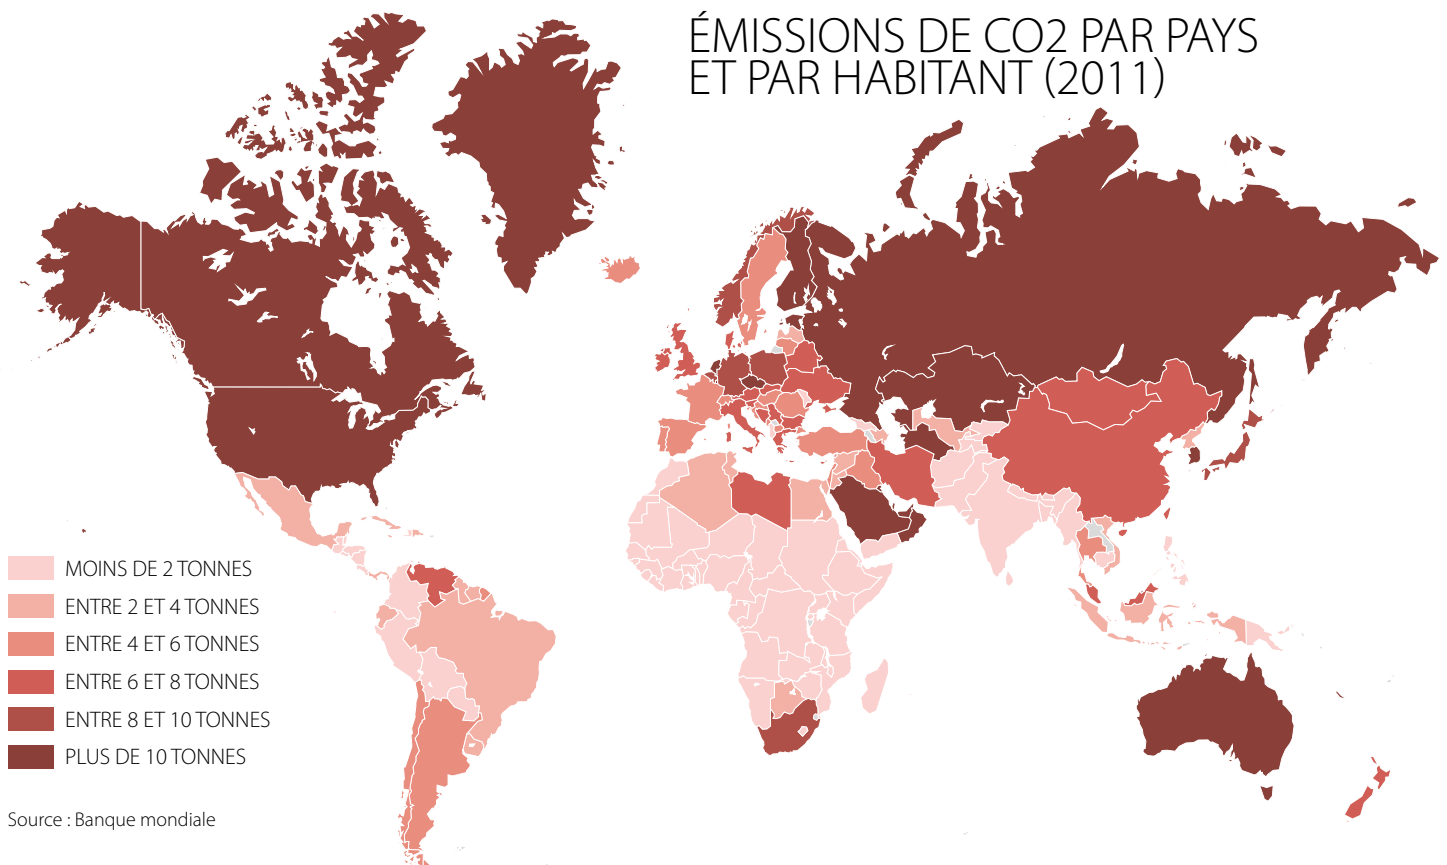 ÉMISSIONS DE CO2 PAR PAYS
ET PAR HABITANT (2011)
MOINS DE 2 TONNES
ENTRE 2 ET 4 TONNES
ENTRE 4 ET 6 TONNES
ENTRE 6 ET 8 TONNES
ENTRE 8 ET 10 TONNES
PLUS DE 10 TONNES
Source : Banque mondiale